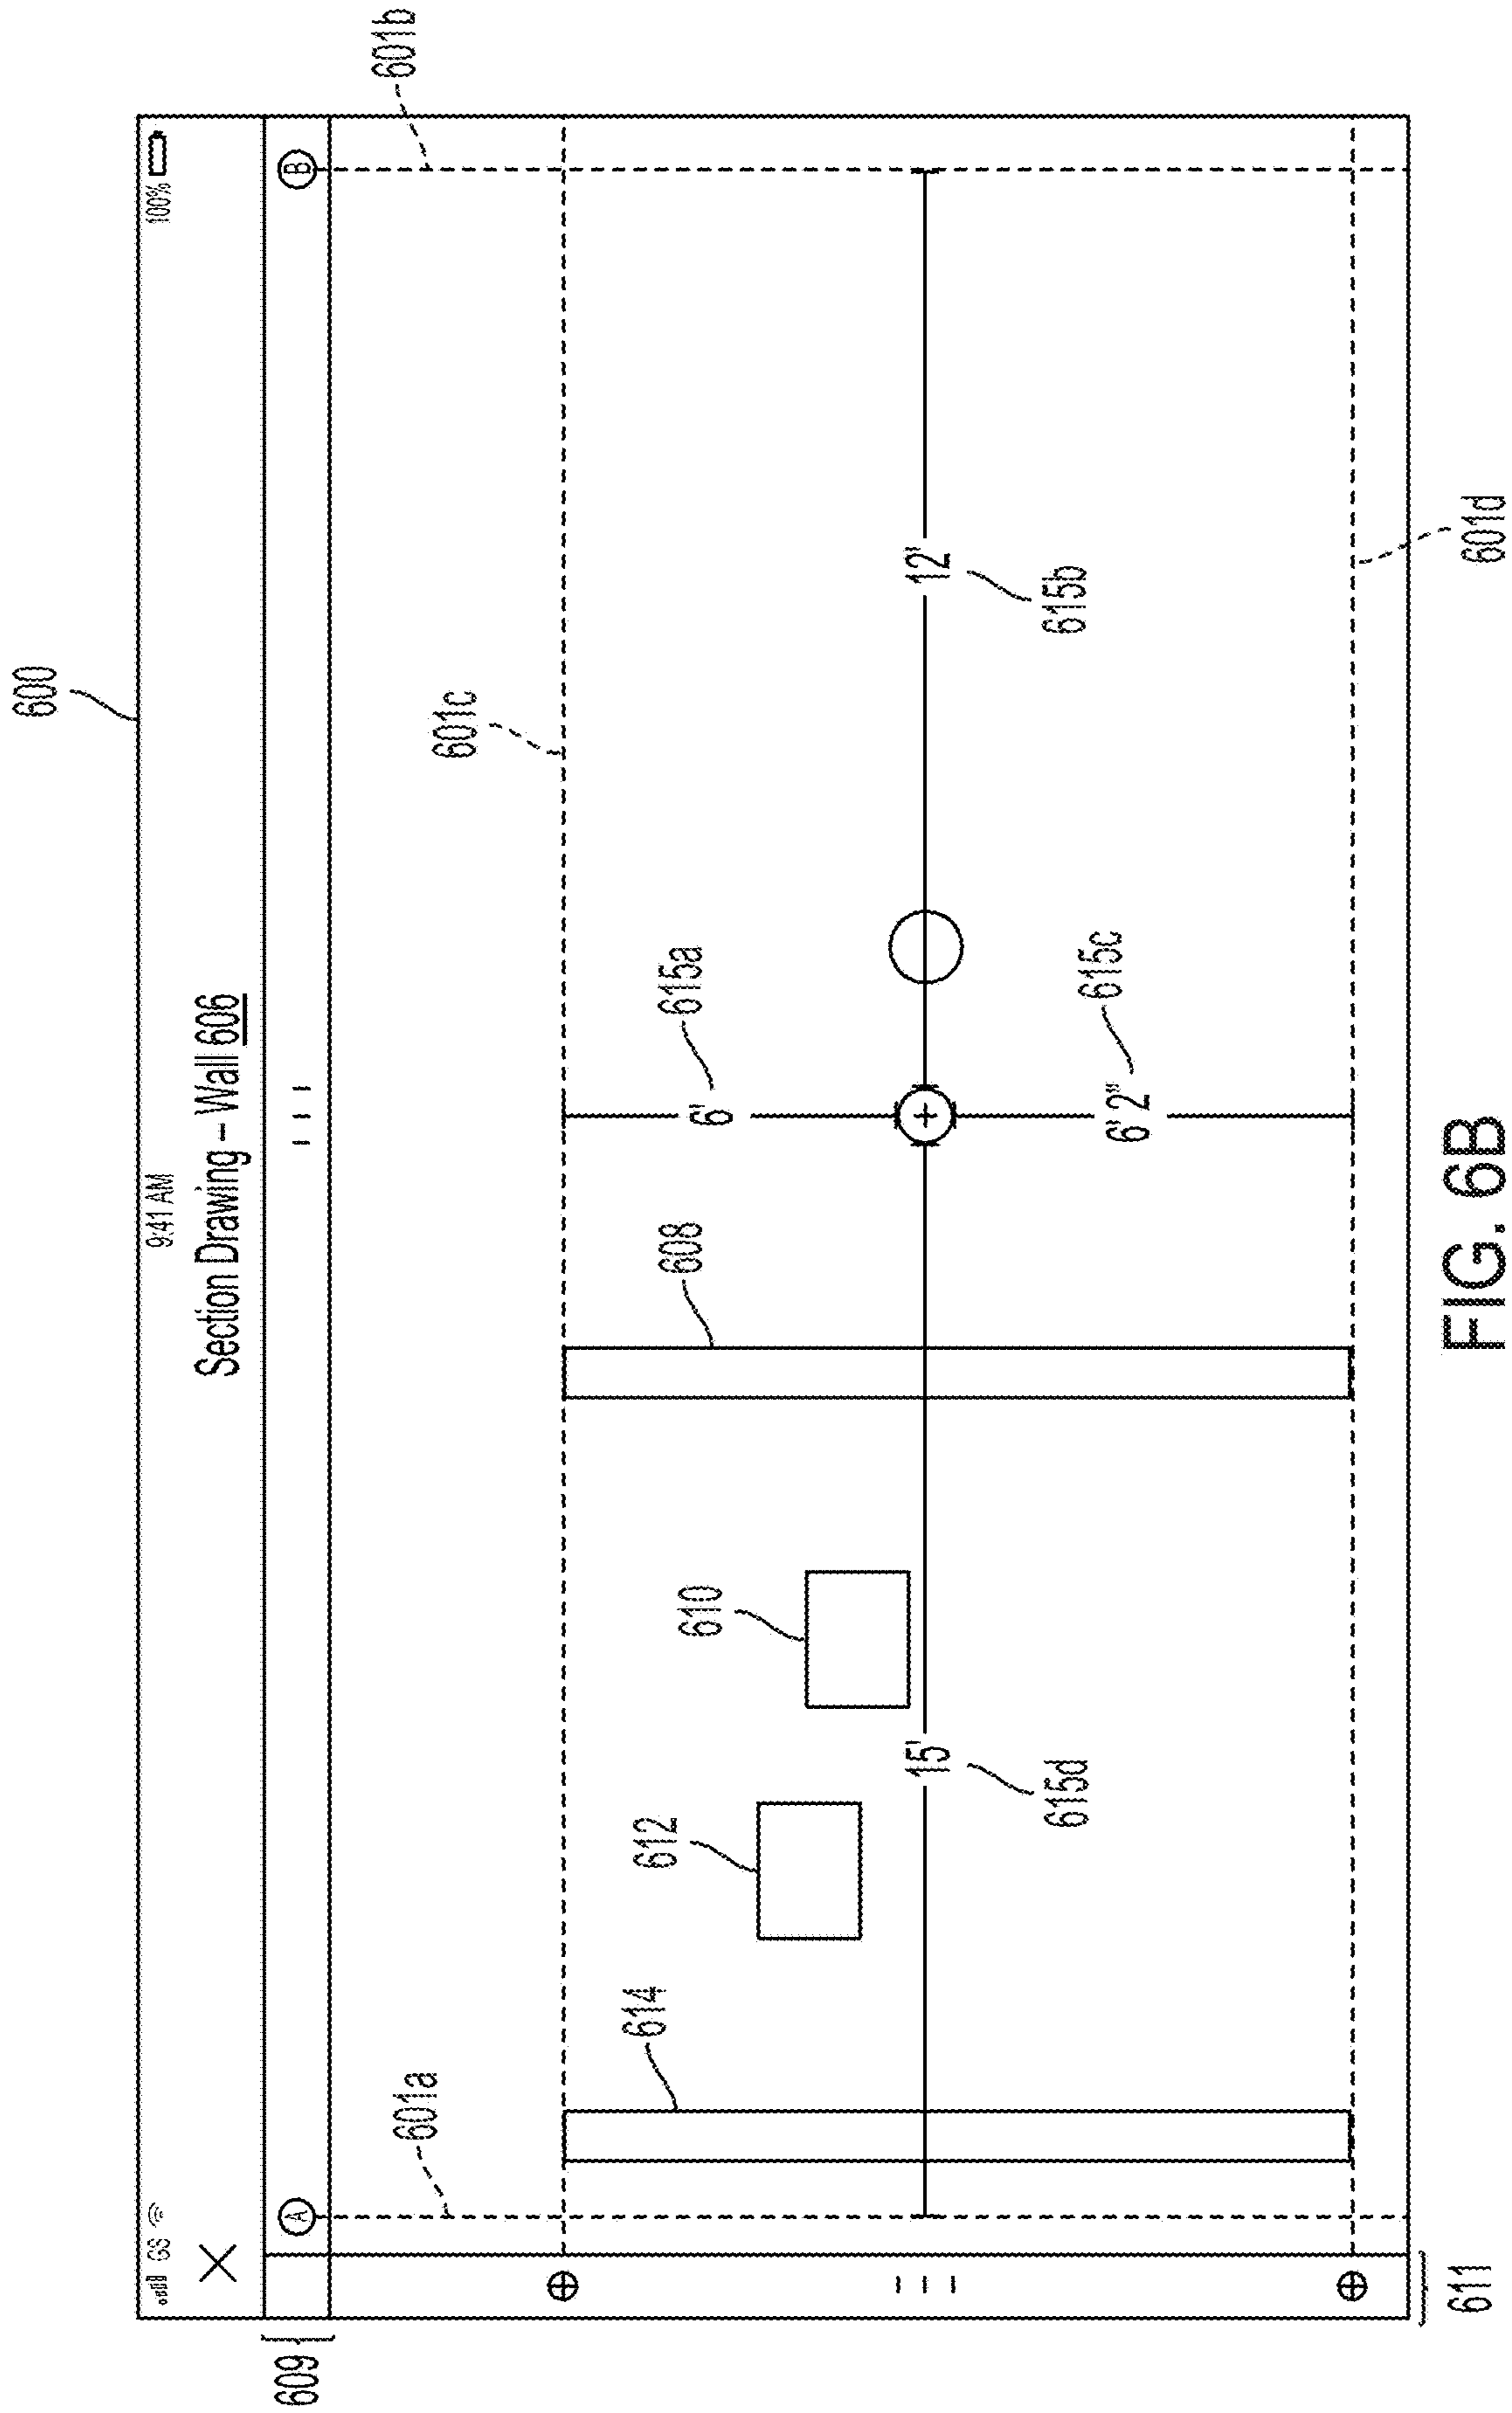 600
GS 9:41 AM 100%
Section Drawing – Wall 606
609
A B
601a 601b
601c
614
612
610
608
6' 615a
15' 12'
615d 615b
6' 2" 615c
601d
611
FIG. 6B